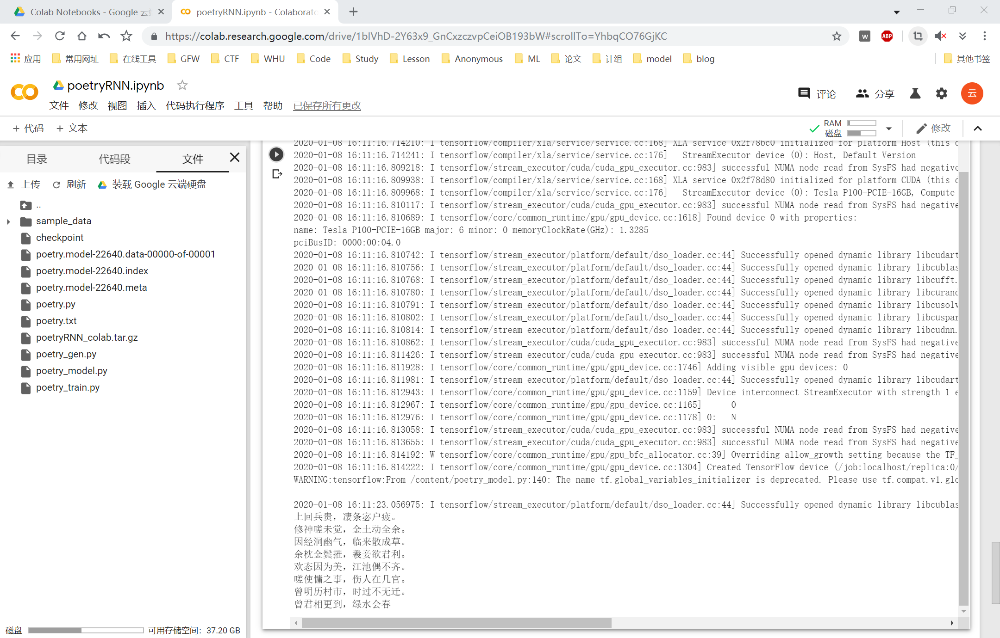 Colab Notebooks - Google 云端
poetryRNN.ipynb - Colaborato
https://colab.research.google.com/drive/1bIVhD-2Y63x9_GnCxzczvpCeiOB193bW#scrollTo=YhbqCO76GjKC
W ABP
应用 常用网址 在线工具 GFW CTF WHU Code Study Lesson Anonymous ML 论文 计组 model blog 其他书签
poetryRNN.ipynb
评论 分享 云
文件 修改 视图 插入 代码执行程序 工具 帮助 已保存所有更改
+ 代码 + 文本
RAM
磁盘
修改
目录 代码段 文件
上传 刷新 装载 Google 云端硬盘
..
sample_data
checkpoint
poetry.model-22640.data-00000-of-00001
poetry.model-22640.index
poetry.model-22640.meta
poetry.py
poetry.txt
poetryRNN_colab.tar.gz
poetry_gen.py
poetry_model.py
poetry_train.py
磁盘 可用存储空间：37.20 GB
2020-01-08 16:11:16.714210: I tensorflow/compiler/xla/service/service.cc:168] XLA service 0x2f78bc0 initialized for platform Host (this
2020-01-08 16:11:16.714241: I tensorflow/compiler/xla/service/service.cc:176]   StreamExecutor device (0): Host, Default Version
2020-01-08 16:11:16.809218: I tensorflow/stream_executor/cuda/cuda_gpu_executor.cc:983] successful NUMA node read from SysFS had negative
2020-01-08 16:11:16.809938: I tensorflow/compiler/xla/service/service.cc:168] XLA service 0x2f78d80 initialized for platform CUDA (this
2020-01-08 16:11:16.809968: I tensorflow/compiler/xla/service/service.cc:176]   StreamExecutor device (0): Tesla P100-PCIE-16GB, Compute
2020-01-08 16:11:16.810117: I tensorflow/stream_executor/cuda/cuda_gpu_executor.cc:983] successful NUMA node read from SysFS had negative
2020-01-08 16:11:16.810689: I tensorflow/core/common_runtime/gpu/gpu_device.cc:1618] Found device 0 with properties:
name: Tesla P100-PCIE-16GB major: 6 minor: 0 memoryClockRate(GHz): 1.3285
pciBusID: 0000:00:04.0
2020-01-08 16:11:16.810742: I tensorflow/stream_executor/platform/default/dso_loader.cc:44] Successfully opened dynamic library libcudart
2020-01-08 16:11:16.810756: I tensorflow/stream_executor/platform/default/dso_loader.cc:44] Successfully opened dynamic library libcublas
2020-01-08 16:11:16.810768: I tensorflow/stream_executor/platform/default/dso_loader.cc:44] Successfully opened dynamic library libcufft.
2020-01-08 16:11:16.810780: I tensorflow/stream_executor/platform/default/dso_loader.cc:44] Successfully opened dynamic library libcurand
2020-01-08 16:11:16.810791: I tensorflow/stream_executor/platform/default/dso_loader.cc:44] Successfully opened dynamic library libcusolv
2020-01-08 16:11:16.810802: I tensorflow/stream_executor/platform/default/dso_loader.cc:44] Successfully opened dynamic library libcuspar
2020-01-08 16:11:16.810814: I tensorflow/stream_executor/platform/default/dso_loader.cc:44] Successfully opened dynamic library libcudnn.
2020-01-08 16:11:16.810862: I tensorflow/stream_executor/cuda/cuda_gpu_executor.cc:983] successful NUMA node read from SysFS had negative
2020-01-08 16:11:16.811426: I tensorflow/stream_executor/cuda/cuda_gpu_executor.cc:983] successful NUMA node read from SysFS had negative
2020-01-08 16:11:16.811928: I tensorflow/core/common_runtime/gpu/gpu_device.cc:1746] Adding visible gpu devices: 0
2020-01-08 16:11:16.811981: I tensorflow/stream_executor/platform/default/dso_loader.cc:44] Successfully opened dynamic library libcudart
2020-01-08 16:11:16.812943: I tensorflow/core/common_runtime/gpu/gpu_device.cc:1159] Device interconnect StreamExecutor with strength 1 e
2020-01-08 16:11:16.812967: I tensorflow/core/common_runtime/gpu/gpu_device.cc:1165]      0
2020-01-08 16:11:16.812976: I tensorflow/core/common_runtime/gpu/gpu_device.cc:1178] 0:   N
2020-01-08 16:11:16.813058: I tensorflow/stream_executor/cuda/cuda_gpu_executor.cc:983] successful NUMA node read from SysFS had negative
2020-01-08 16:11:16.813655: I tensorflow/stream_executor/cuda/cuda_gpu_executor.cc:983] successful NUMA node read from SysFS had negative
2020-01-08 16:11:16.814192: W tensorflow/core/common_runtime/gpu/gpu_bfc_allocator.cc:39] Overriding allow_growth setting because the TF_
2020-01-08 16:11:16.814222: I tensorflow/core/common_runtime/gpu/gpu_device.cc:1304] Created TensorFlow device (/job:localhost/replica:0/
WARNING:tensorflow:From /content/poetry_model.py:140: The name tf.global_variables_initializer is deprecated. Please use tf.compat.v1.glo
2020-01-08 16:11:23.056975: I tensorflow/stream_executor/platform/default/dso_loader.cc:44] Successfully opened dynamic library libcublas
上回兵贵，凄条宓户疲。
修神嗟未觉，金土动全余。
因经洞幽气，临来散成草。
余枕金鬓摧，羲妾欲君利。
欢态因为美，江池偶不齐。
嗟使慵之事，伤人在几官。
曾明历村市，时过不无迁。
曾君相更到，绿水会春